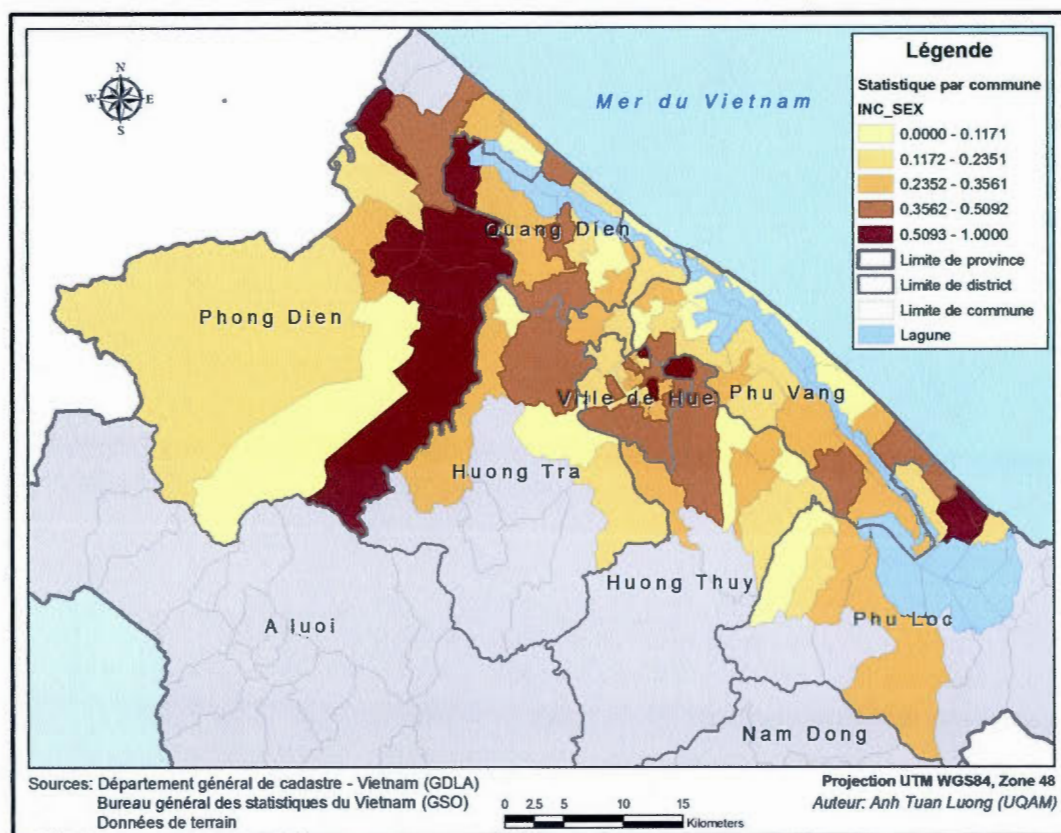 N
W
E
S
Mer du Vietnam
Légende
Statistique par commune
INC_SEX
0.0000 - 0.1171
0.1172 - 0.2351
0.2352 - 0.3561
0.3562 - 0.5092
0.5093 - 1.0000
Limite de province
Limite de district
Limite de commune
Lagune
Quang Dien
Phong Dien
Ville de Hue
Phu Vang
Huong Tra
Huong Thuy
A luoi
Phu Loc
Nam Dong
Sources: Département général de cadastre - Vietnam (GDLA)
Bureau général des statistiques du Vietnam (GSO)
Données de terrain
0 2.5 5 10 15
Kilometers
Projection UTM WGS84, Zone 48
Auteur: Anh Tuan Luong (UQAM)